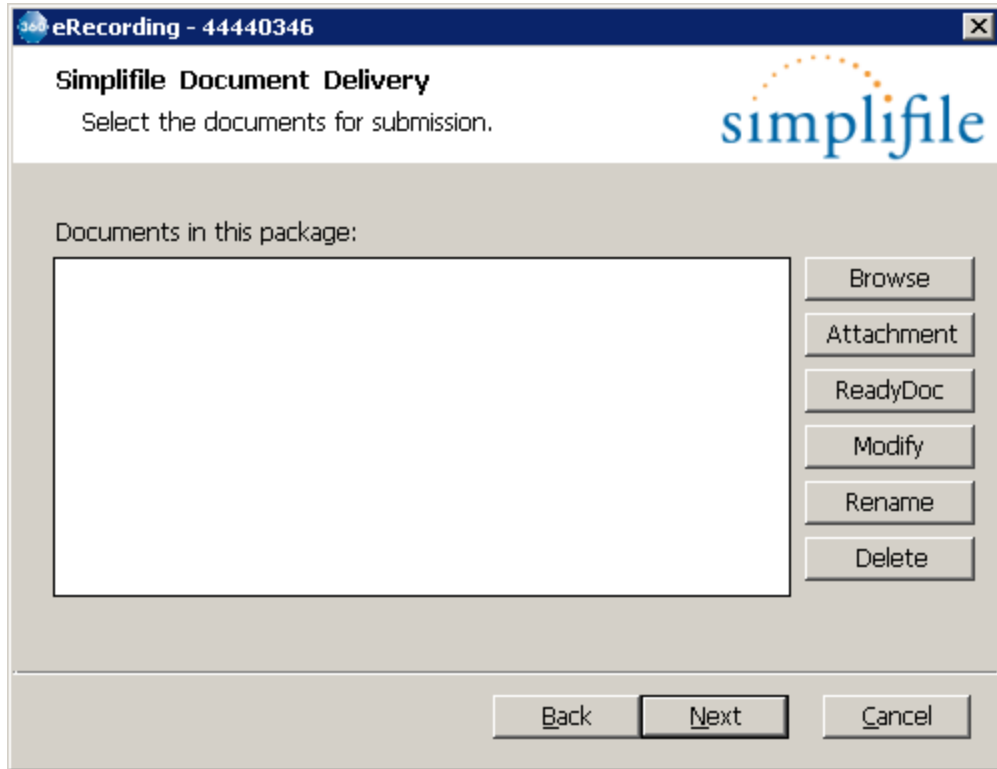 360 eRecording - 44440346
Simplifile Document Delivery
Select the documents for submission.
simplifile
Documents in this package:
Browse
Attachment
ReadyDoc
Modify
Rename
Delete
Back
Next
Cancel